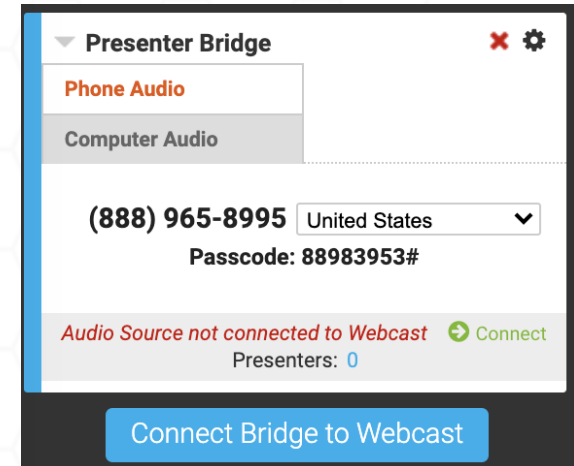 Presenter Bridge
Phone Audio
Computer Audio
(888) 965-8995 United States
Passcode: 88983953#
Audio Source not connected to Webcast Connect
Presenters: 0
Connect Bridge to Webcast